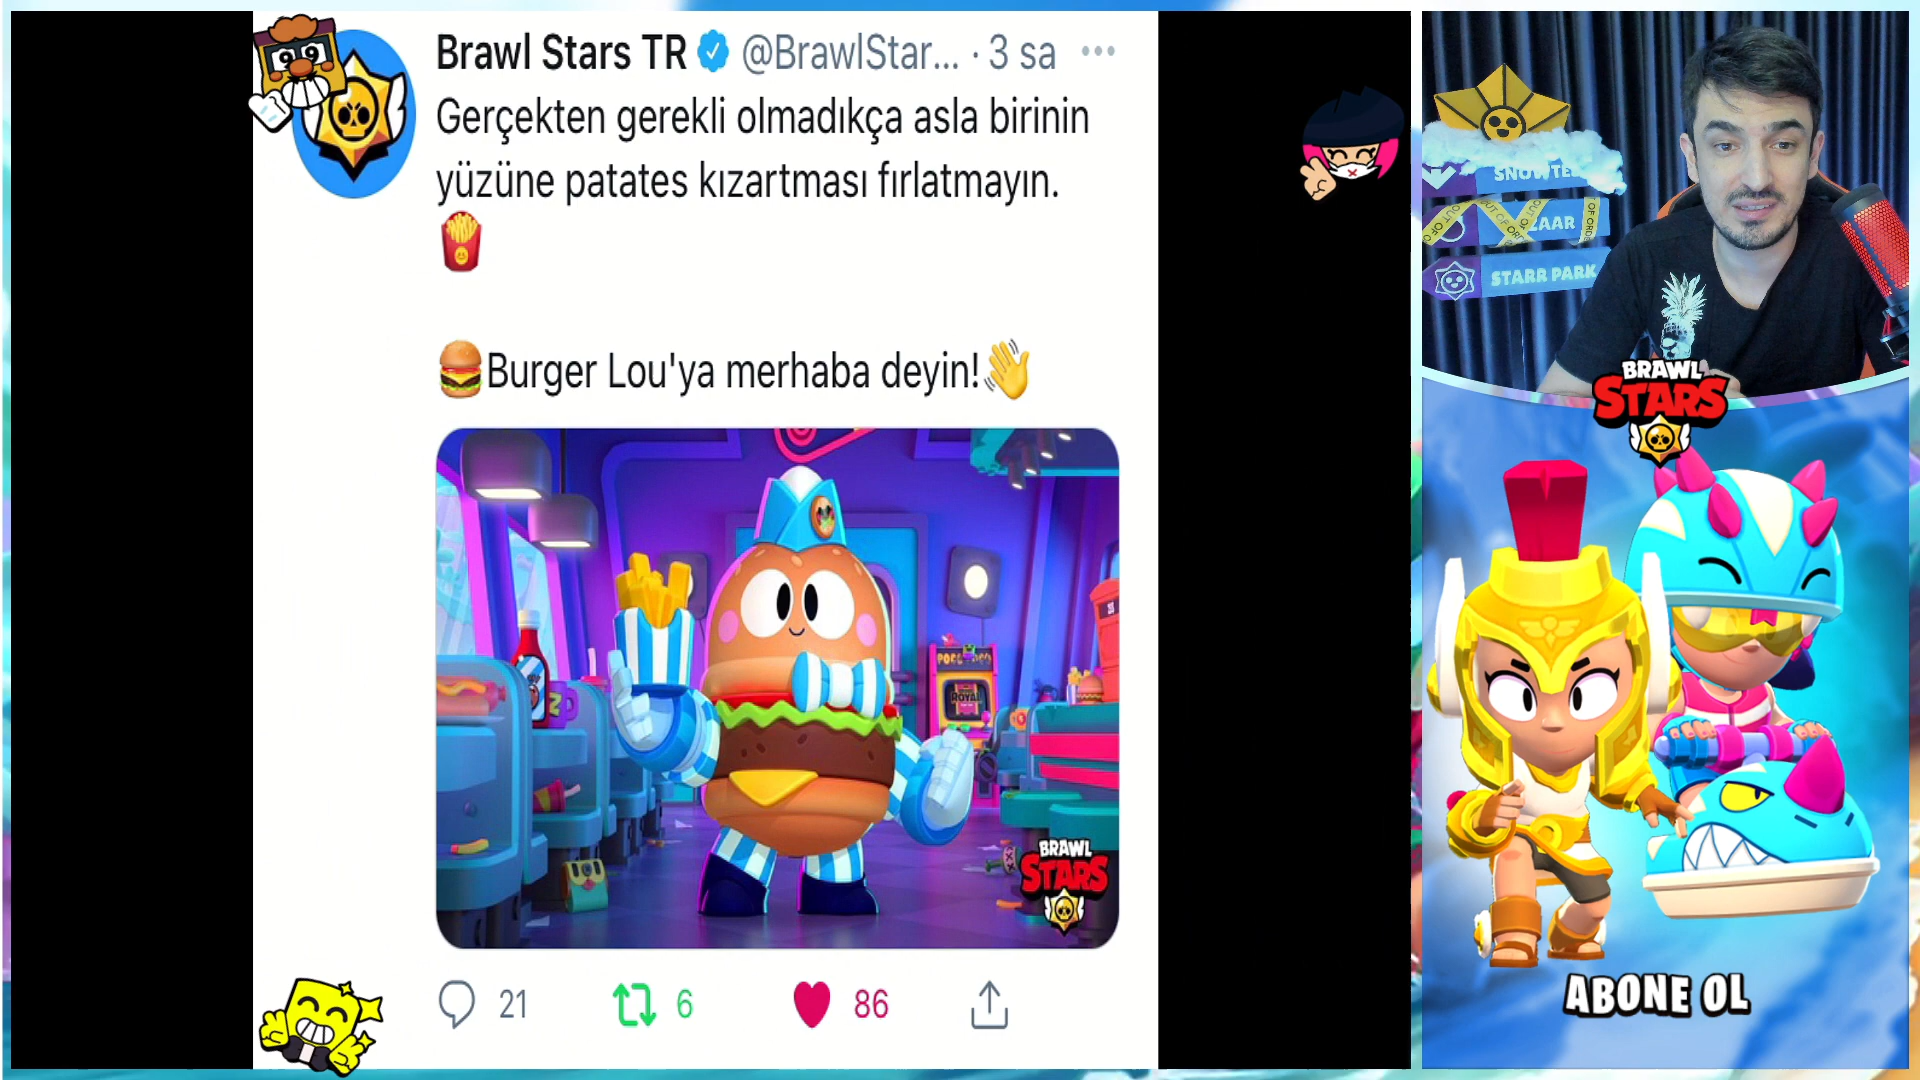 Brawl Stars TR @BrawlStar... · 3 sa
Gerçekten gerekli olmadıkça asla birinin
yüzüne patates kızartması fırlatmayın.
Burger Lou'ya merhaba deyin!
BRAWL
STARS
21 6 86
STARR PARK
BRAWL
STARS
ABONE OL